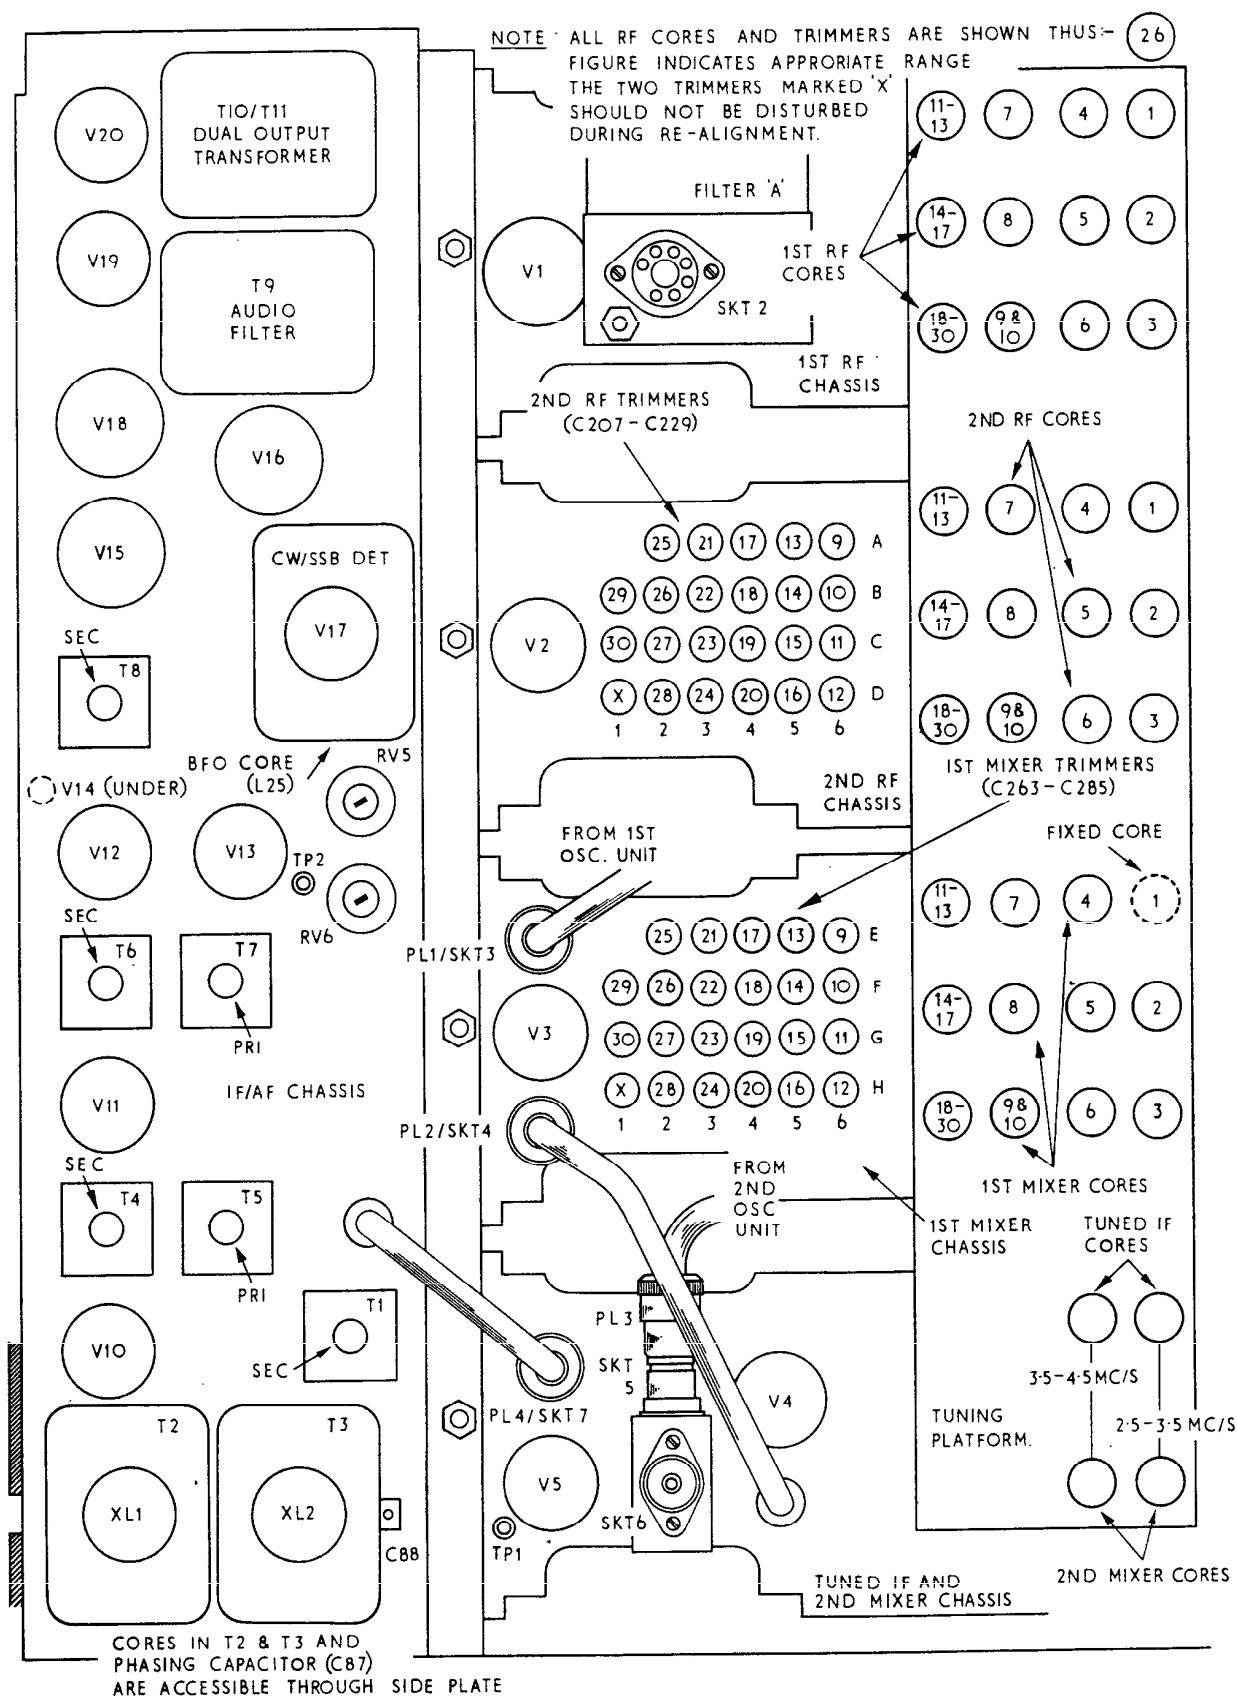 NOTE ALL RF CORES AND TRIMMERS ARE SHOWN THUS:- 26
FIGURE INDICATES APPRORIATE RANGE
THE TWO TRIMMERS MARKED 'X'
SHOULD NOT BE DISTURBED
DURING RE-ALIGNMENT.
V20
T10/T11
DUAL OUTPUT
TRANSFORMER
V19
T9
AUDIO
FILTER
V18
V16
V15
CW/SSB DET
V17
SEC
T8
BFO CORE
(L25)
RV5
V14 (UNDER)
V12
V13
TP2
RV6
SEC
T6
T7
PRI
V11
IF/AF CHASSIS
SEC
T4
T5
PRI
V10
T1
SEC
T2
XL1
T3
XL2
C88
CORES IN T2 & T3 AND
PHASING CAPACITOR (C87)
ARE ACCESSIBLE THROUGH SIDE PLATE
FILTER 'A'
V1
SKT 2
1ST RF
CORES
1ST RF
CHASSIS
2ND RF TRIMMERS
(C207-C229)
25 21 17 13 9 A
29 26 22 18 14 10 B
V2
30 27 23 19 15 11 C
X 28 24 20 16 12 D
1 2 3 4 5 6
2ND RF
CHASSIS
FROM 1ST
OSC. UNIT
PL1/SKT3
25 21 17 13 9 E
29 26 22 18 14 10 F
V3
30 27 23 19 15 11 G
X 28 24 20 16 12 H
1 2 3 4 5 6
PL2/SKT4
FROM
2ND
OSC
UNIT
1ST MIXER
CHASSIS
PL3
SKT
5
PL4/SKT7
V4
V5
SKT6
TP1
TUNED IF AND
2ND MIXER CHASSIS
11-
13
7 4 1
14-
17
8 5 2
18-
30
9 &
10
6 3
2ND RF CORES
11-
13
7 4 1
14-
17
8 5 2
18-
30
9 &
10
6 3
1ST MIXER TRIMMERS
(C263-C285)
FIXED CORE
11-
13
7 4 1
14-
17
8 5 2
18-
30
9 &
10
6 3
1ST MIXER CORES
TUNED IF
CORES
3·5-4·5MC/S
2·5-3·5 MC/S
TUNING
PLATFORM.
2ND MIXER CORES